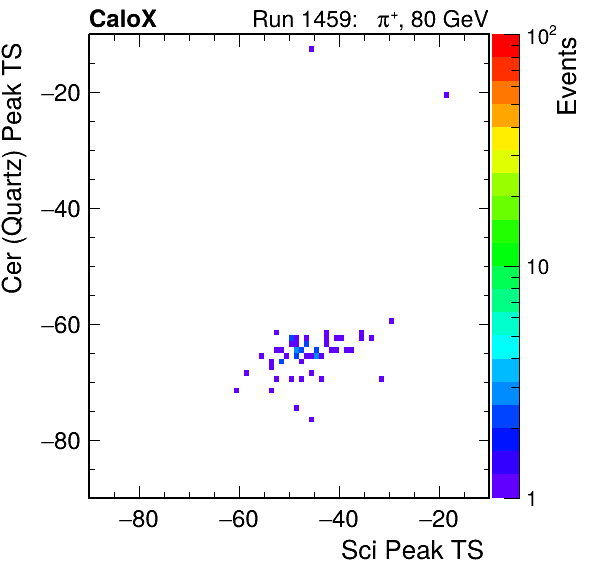 CaloX Run 1459: π⁺, 80 GeV
Cer (Quartz) Peak TS
−20
−40
−60
−80
−80 −60 −40 −20
Sci Peak TS
10²
10
1
Events